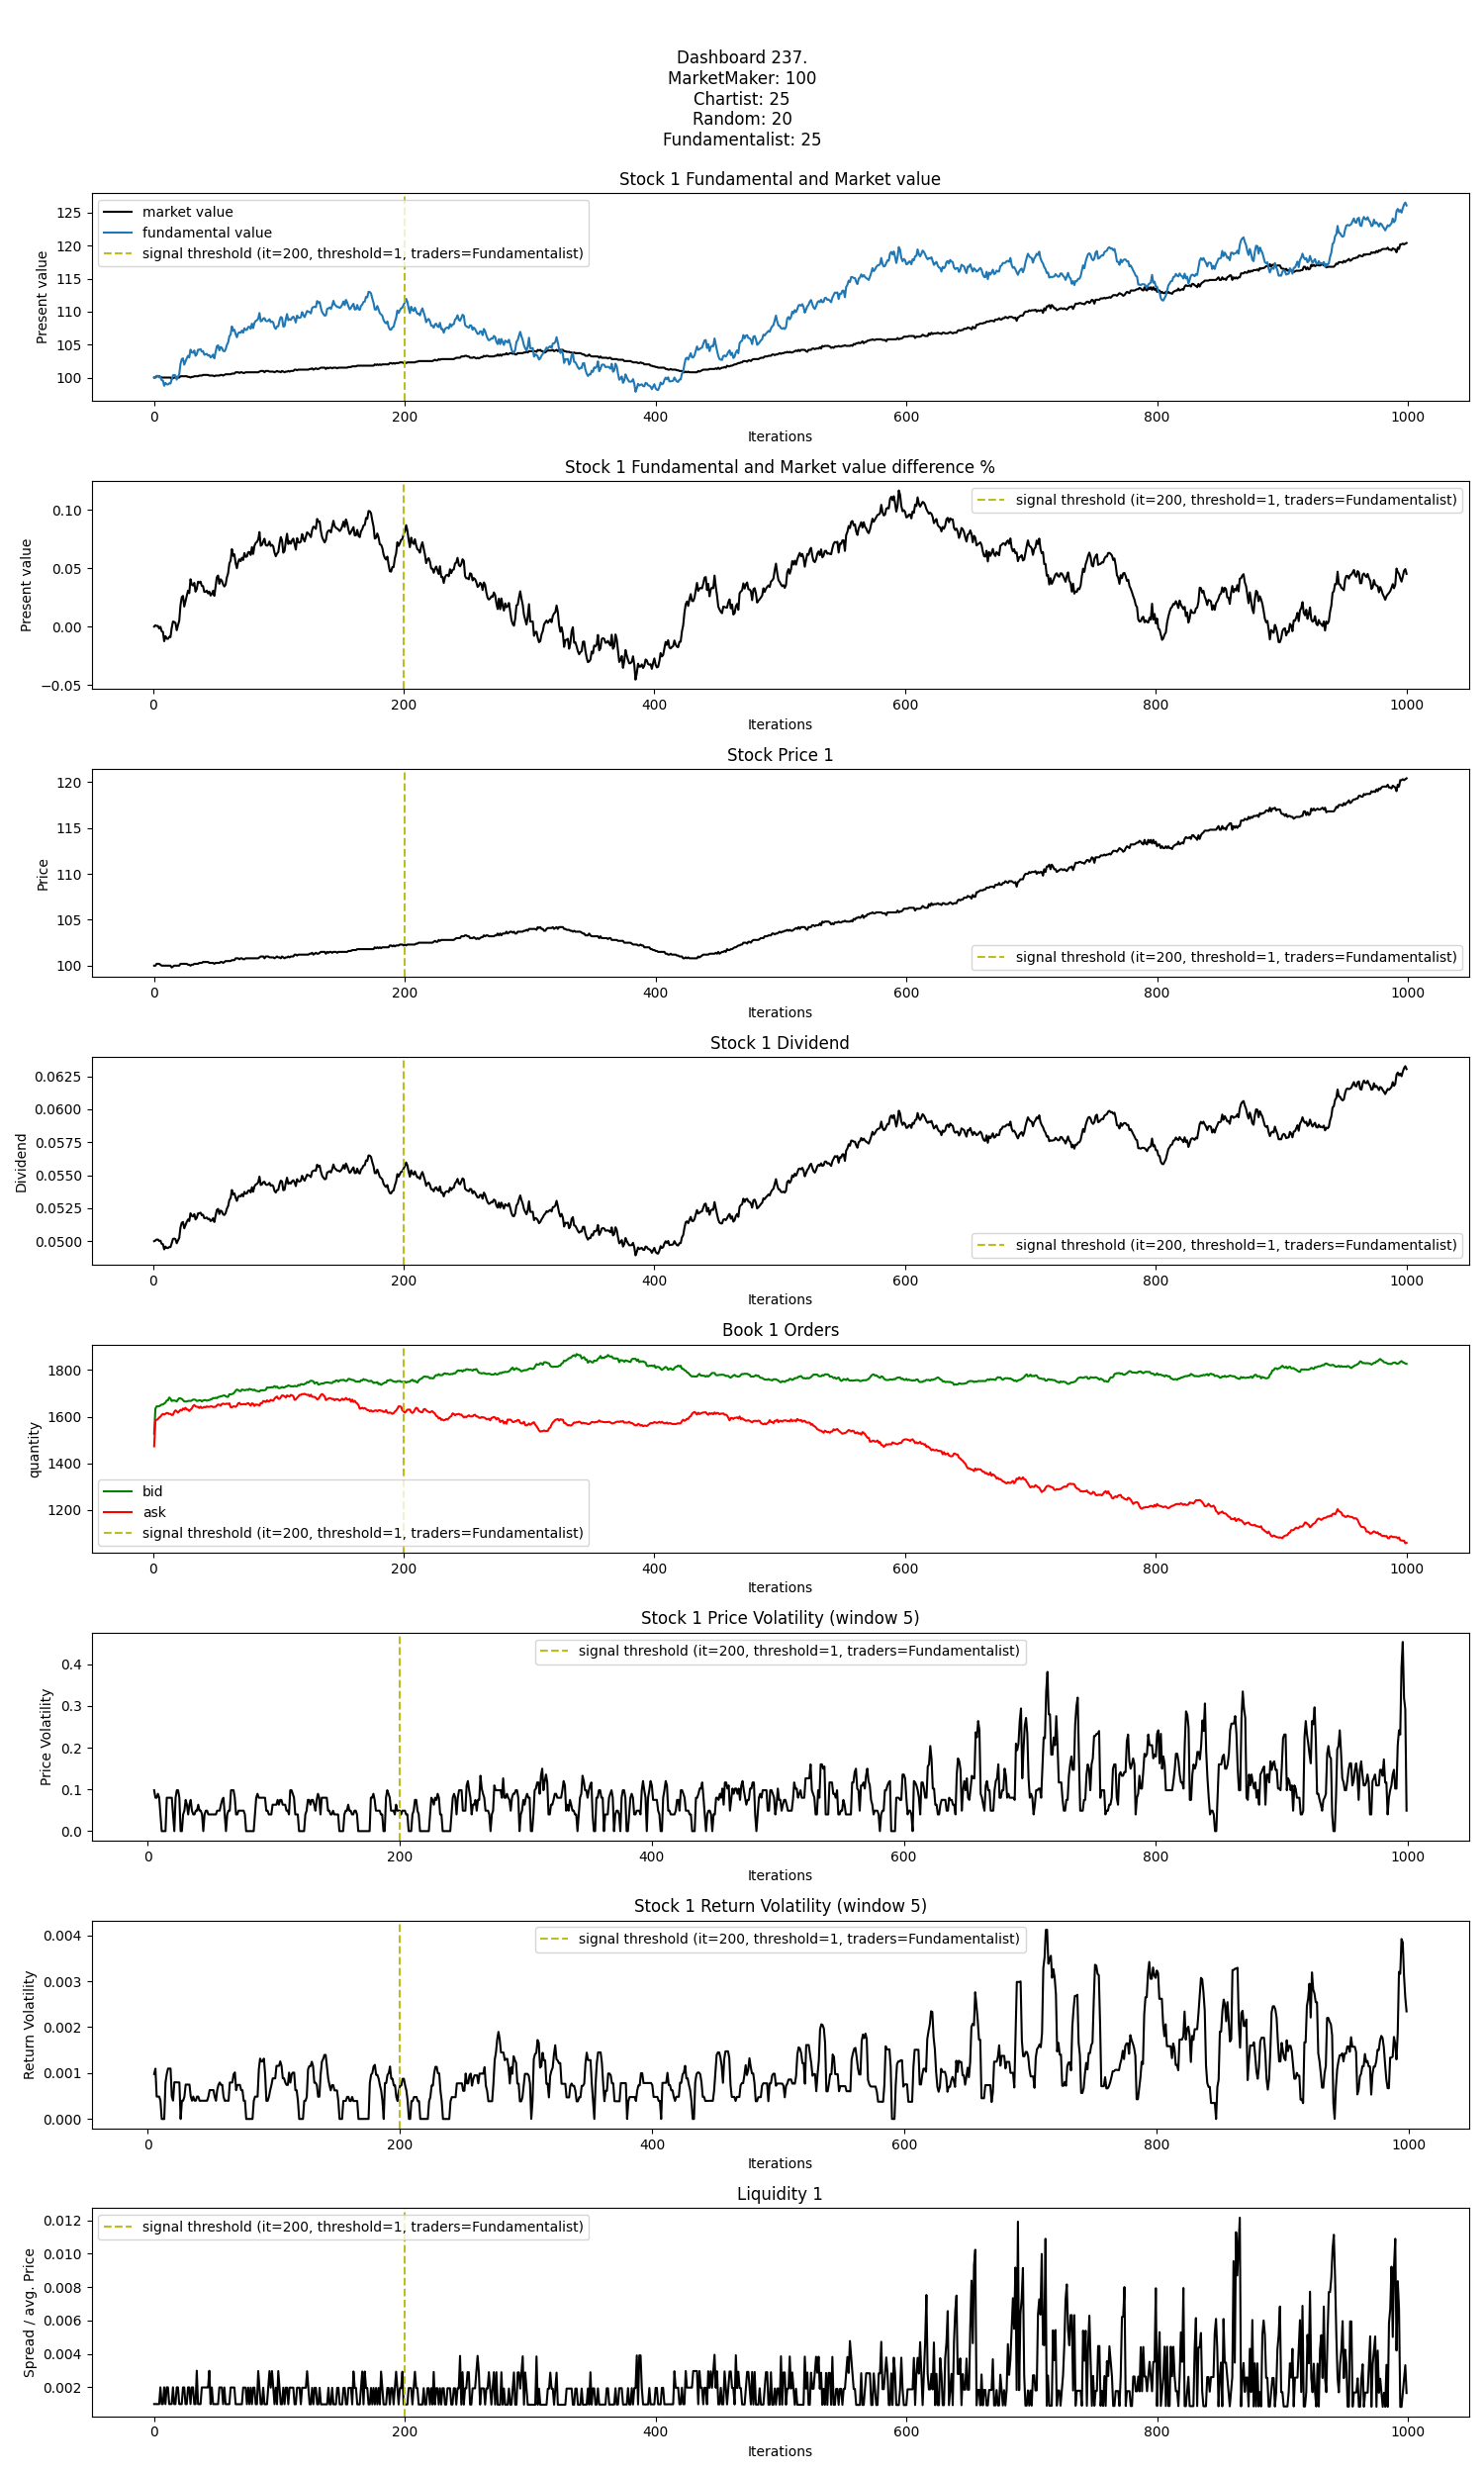 Dashboard 237.
MarketMaker: 100
Chartist: 25
Random: 20
Fundamentalist: 25
Stock 1 Fundamental and Market value
market value
fundamental value
signal threshold (it=200, threshold=1, traders=Fundamentalist)
Present value
125
120
115
110
105
100
0 200 400 600 800 1000
Iterations
Stock 1 Fundamental and Market value difference %
signal threshold (it=200, threshold=1, traders=Fundamentalist)
Present value
0.10
0.05
0.00
−0.05
0 200 400 600 800 1000
Iterations
Stock Price 1
Price
120
115
110
105
100
signal threshold (it=200, threshold=1, traders=Fundamentalist)
0 200 400 600 800 1000
Iterations
Stock 1 Dividend
Dividend
0.0625
0.0600
0.0575
0.0550
0.0525
0.0500
signal threshold (it=200, threshold=1, traders=Fundamentalist)
0 200 400 600 800 1000
Iterations
Book 1 Orders
quantity
1800
1600
1400
1200
bid
ask
signal threshold (it=200, threshold=1, traders=Fundamentalist)
0 200 400 600 800 1000
Iterations
Stock 1 Price Volatility (window 5)
signal threshold (it=200, threshold=1, traders=Fundamentalist)
Price Volatility
0.4
0.3
0.2
0.1
0.0
0 200 400 600 800 1000
Iterations
Stock 1 Return Volatility (window 5)
signal threshold (it=200, threshold=1, traders=Fundamentalist)
Return Volatility
0.004
0.003
0.002
0.001
0.000
0 200 400 600 800 1000
Iterations
Liquidity 1
signal threshold (it=200, threshold=1, traders=Fundamentalist)
Spread / avg. Price
0.012
0.010
0.008
0.006
0.004
0.002
0 200 400 600 800 1000
Iterations